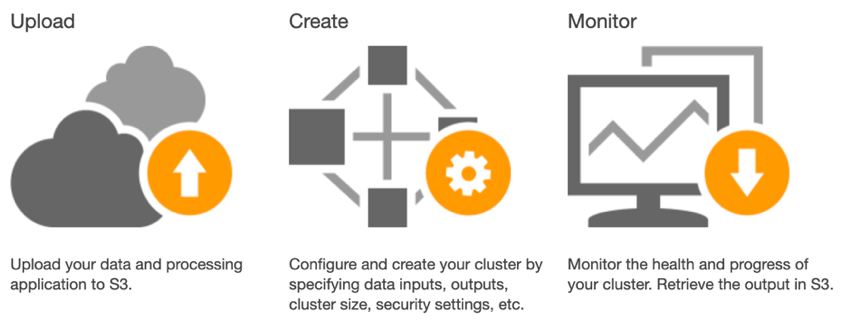 Upload
Create
Monitor
Upload your data and processing
application to S3.
Configure and create your cluster by
specifying data inputs, outputs,
cluster size, security settings, etc.
Monitor the health and progress of
your cluster. Retrieve the output in S3.